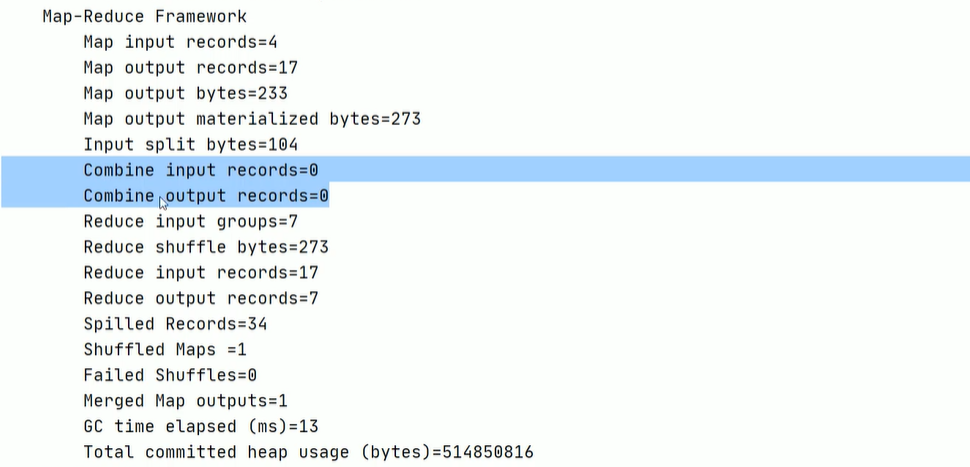 Map-Reduce Framework
Map input records=4
Map output records=17
Map output bytes=233
Map output materialized bytes=273
Input split bytes=104
Combine input records=0
Combine output records=0
Reduce input groups=7
Reduce shuffle bytes=273
Reduce input records=17
Reduce output records=7
Spilled Records=34
Shuffled Maps =1
Failed Shuffles=0
Merged Map outputs=1
GC time elapsed (ms)=13
Total committed heap usage (bytes)=514850816